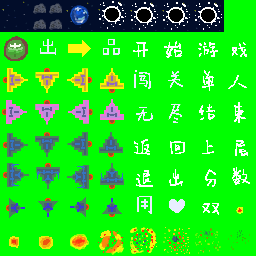 出 品 开 始 游 戏
闯 关 单 人
无 尽 结 束
返 回 上 层
退 出 分 数
用 双